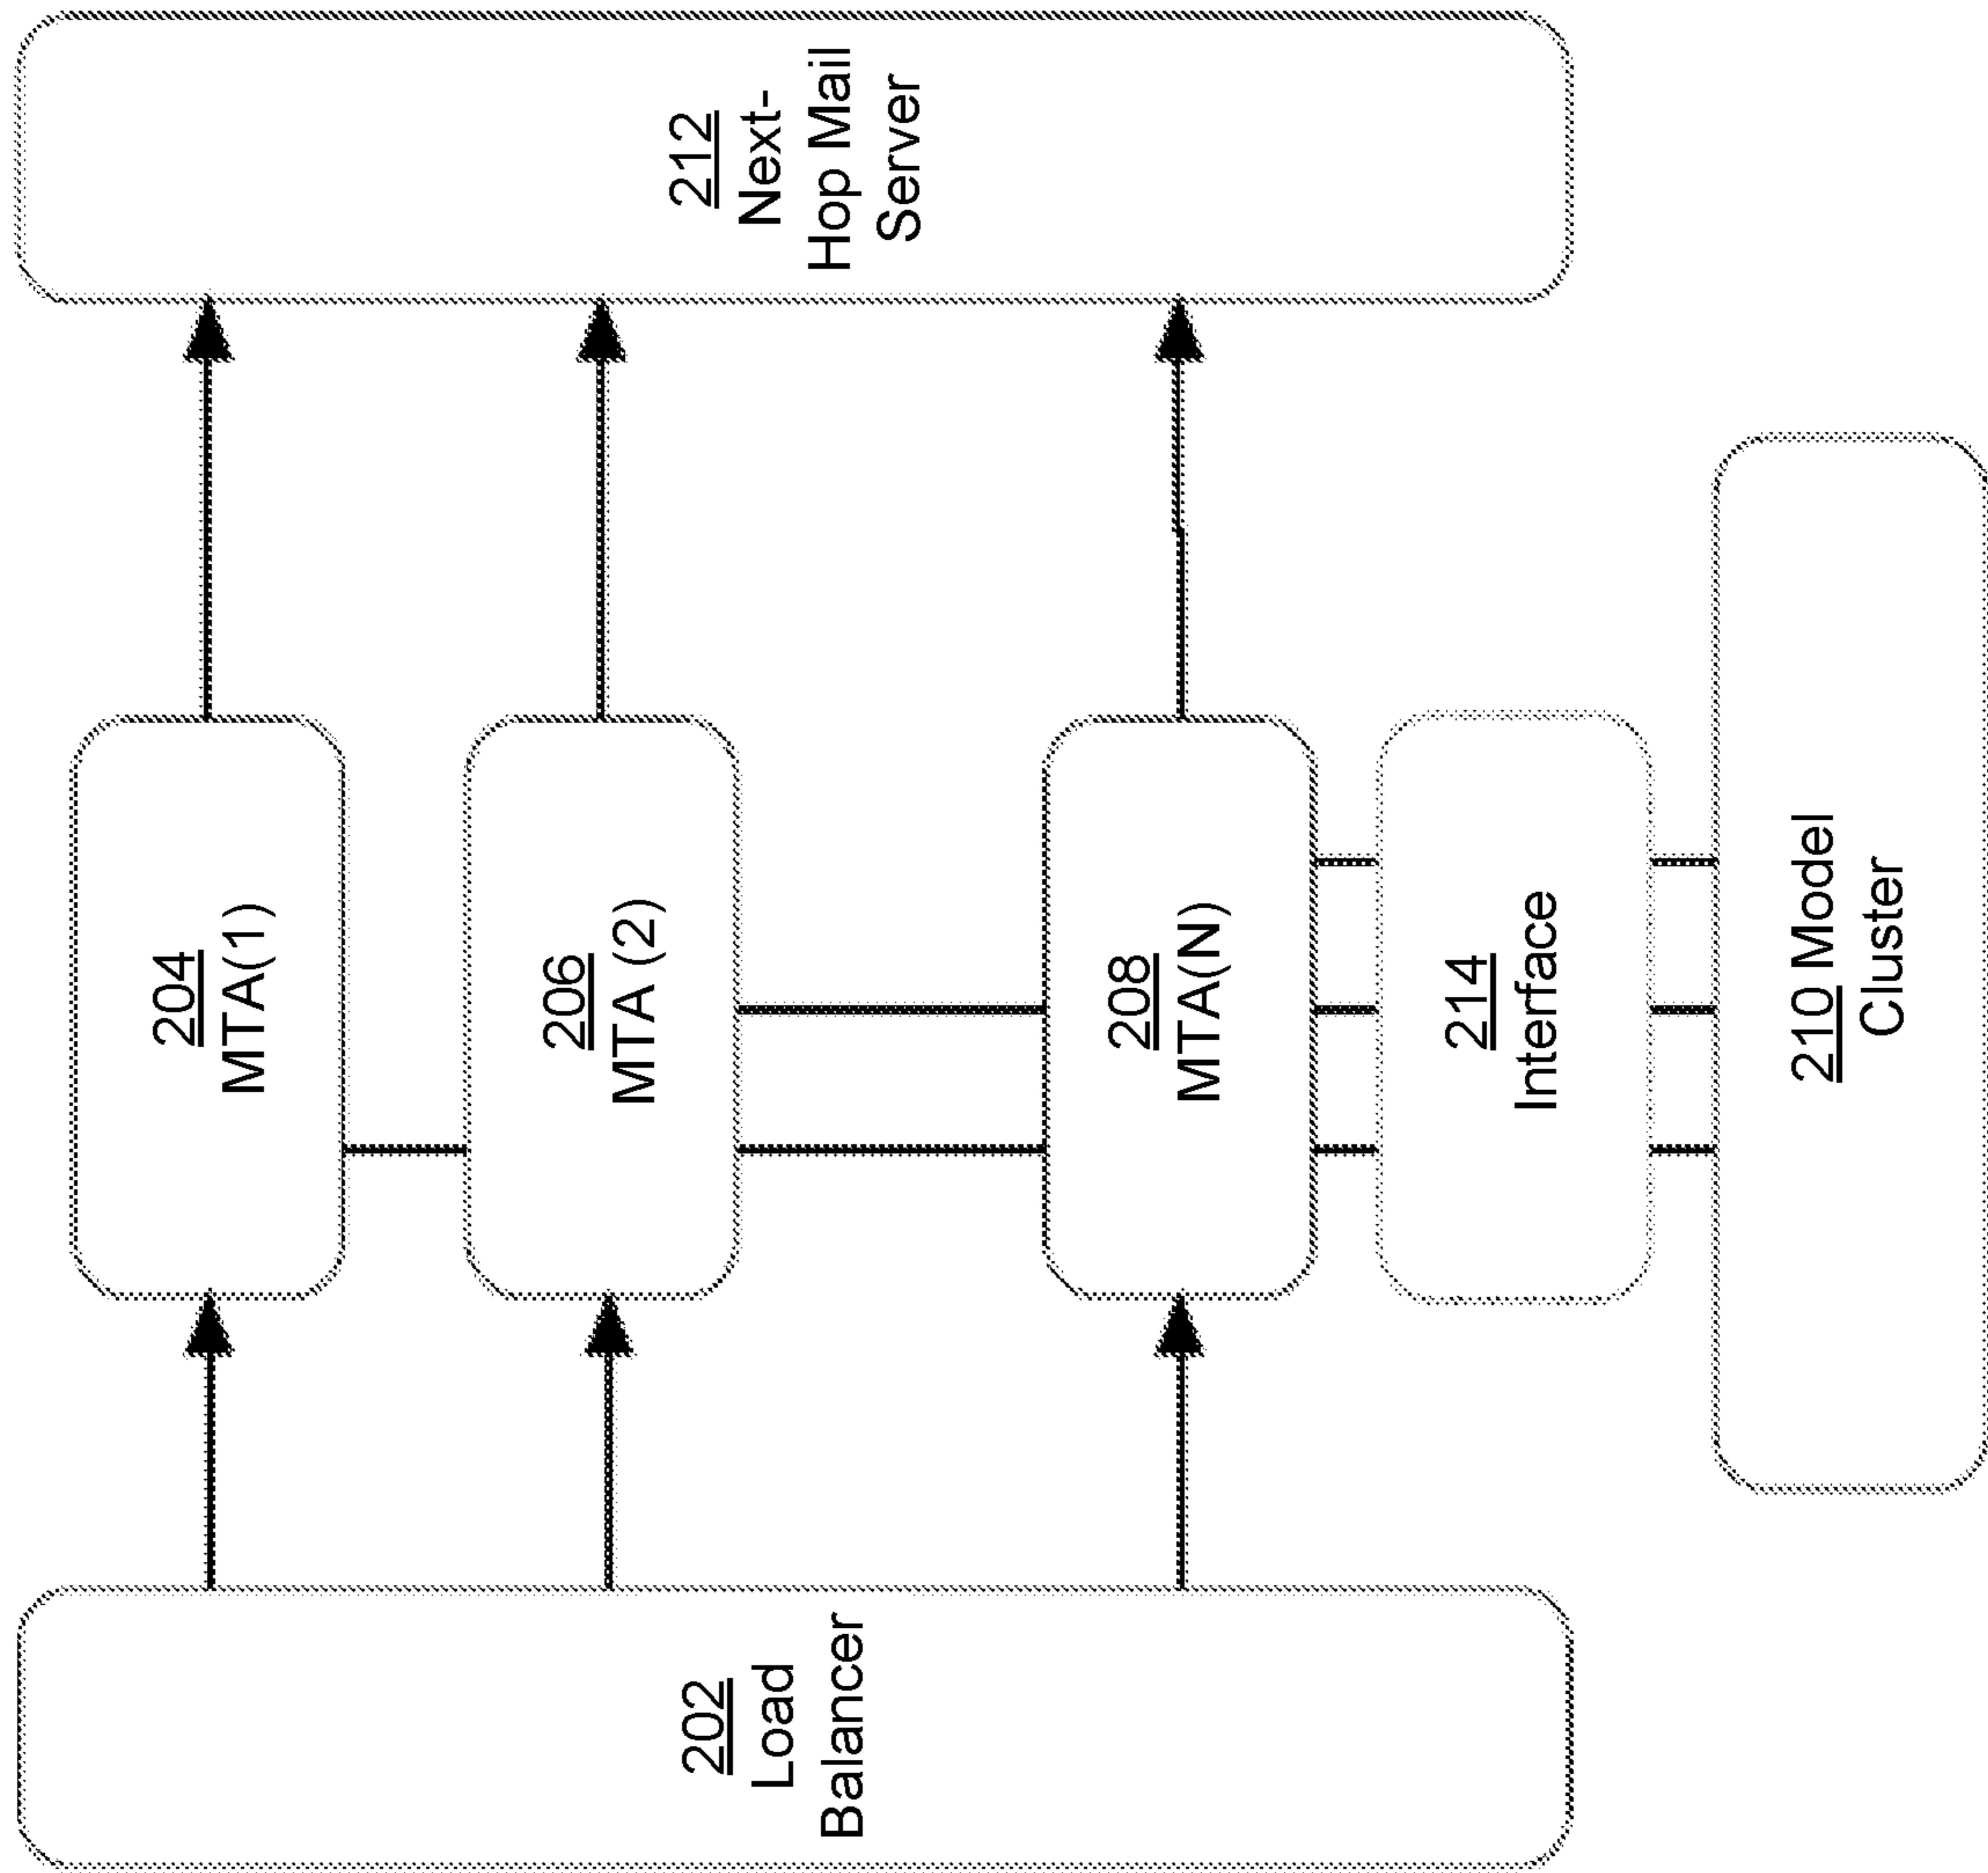 202
Load
Balancer
204
MTA(1)
206
MTA (2)
208
MTA(N)
214
Interface
210 Model
Cluster
212
Next-
Hop Mail
Server